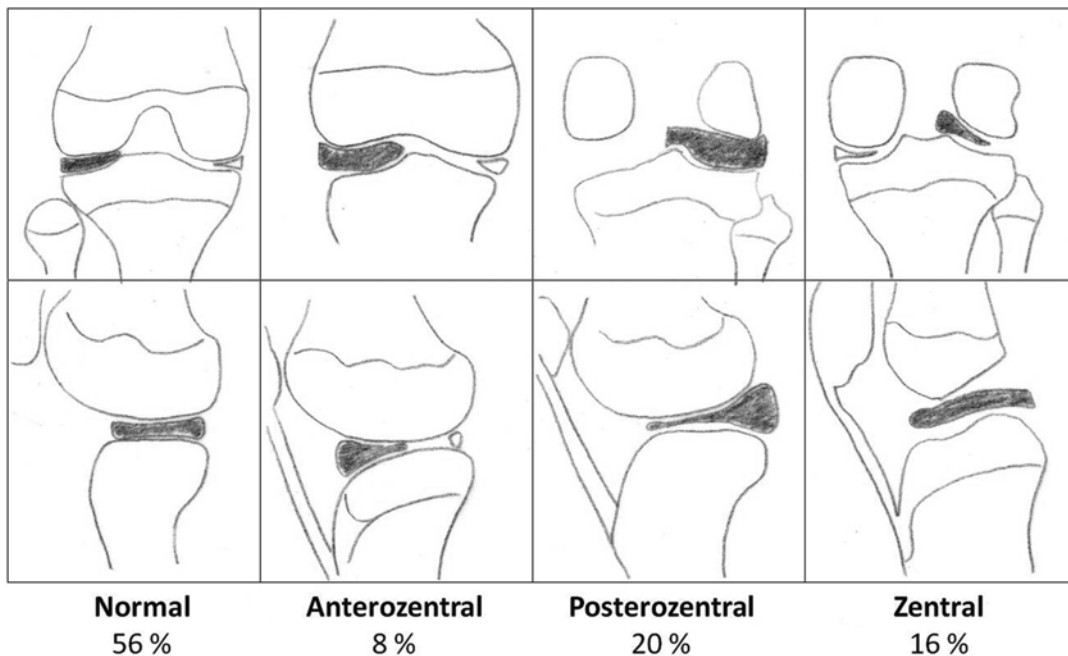 Normal
56 %
Anterozentral
8 %
Posterozentral
20 %
Zentral
16 %